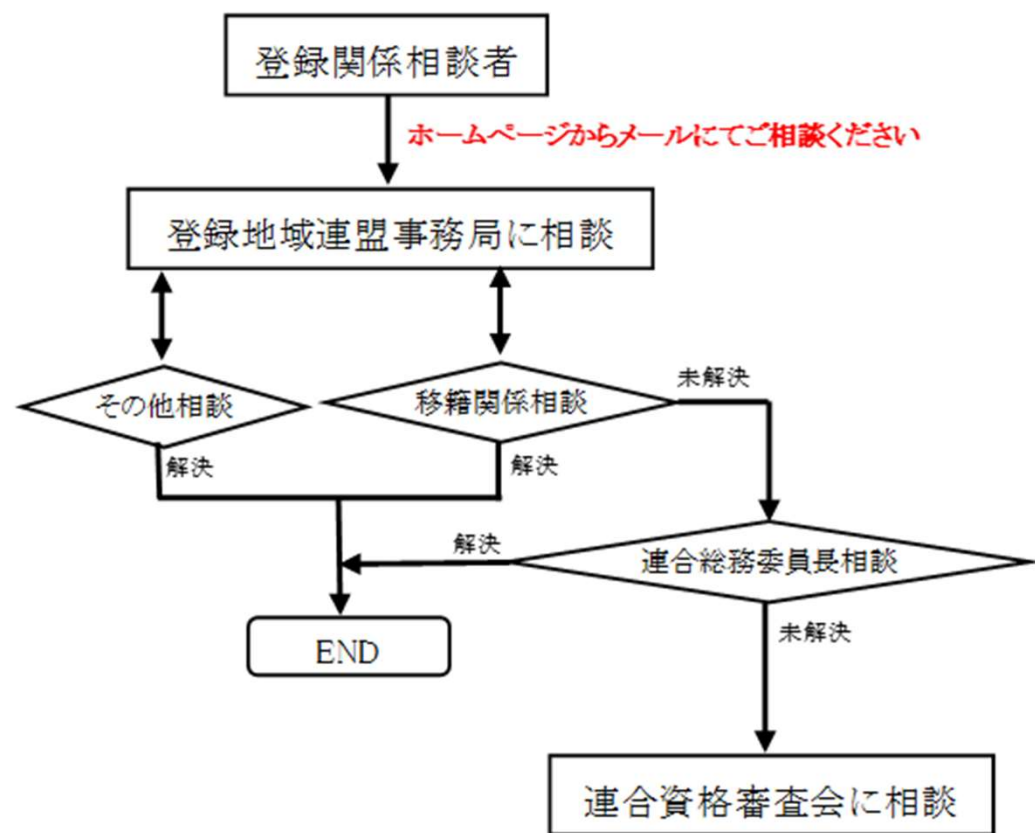 登録関係相談者
ホームページからメールにてご相談ください
登録地域連盟事務局に相談
その他相談
移籍関係相談
未解決
解決
解決
解決
連合総務委員長相談
END
未解決
連合資格審査会に相談